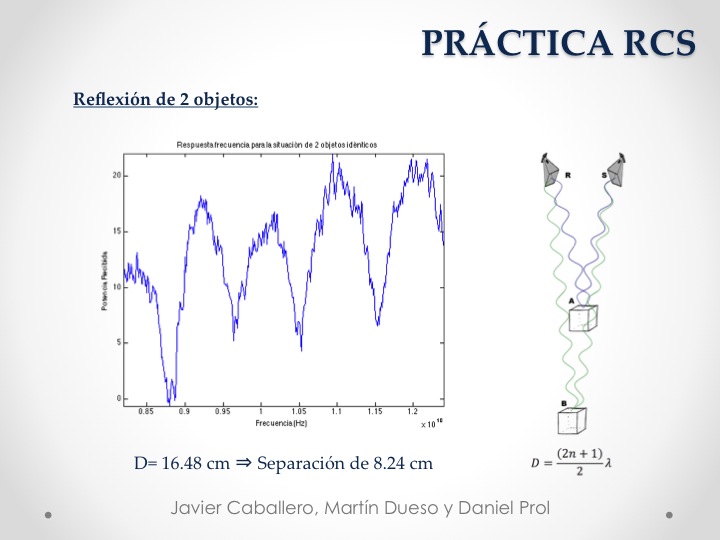 PRÁCTICA RCS
Reflexión de 2 objetos:
Respuesta frecuencia para la situación de 2 objetos idénticos
Potencia Recibida
20
15
10
5
0
0.85 0.9 0.95 1 1.05 1.1 1.15 1.2
Frecuencia (Hz)
x 10^10
R S
A
B
D= 16.48 cm ⇒ Separación de 8.24 cm
D = (2n + 1)/2 λ
Javier Caballero, Martín Dueso y Daniel Prol